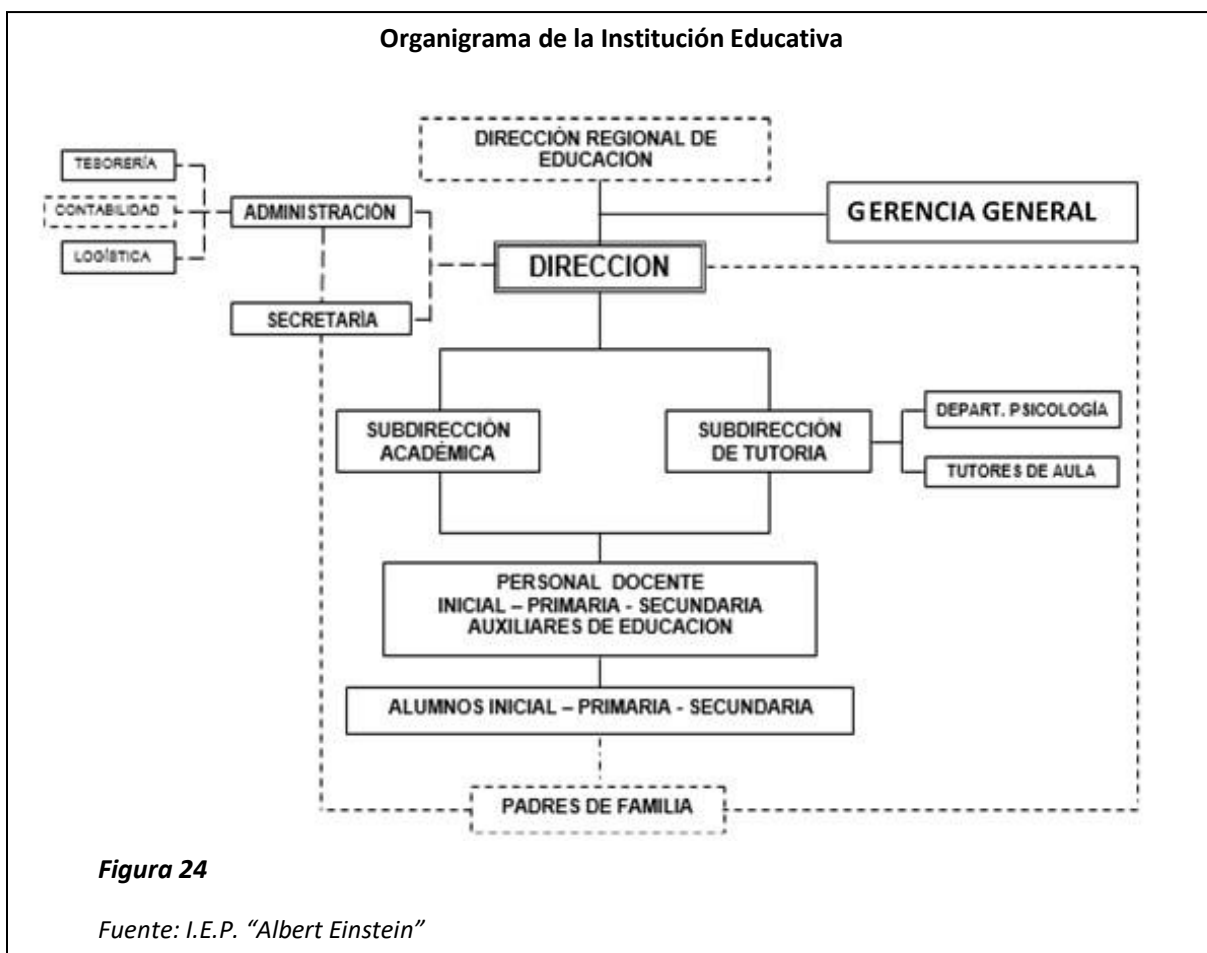 Organigrama de la Institución Educativa
DIRECCIÓN REGIONAL DE
EDUCACION
TESORERÍA
CONTABILIDAD
LOGÍSTICA
ADMINISTRACIÓN
GERENCIA GENERAL
DIRECCION
SECRETARÍA
SUBDIRECCIÓN
ACADÉMICA
SUBDIRECCIÓN
DE TUTORIA
DEPART. PSICOLOGÍA
TUTORES DE AULA
PERSONAL DOCENTE
INICIAL – PRIMARIA - SECUNDARIA
AUXILIARES DE EDUCACION
ALUMNOS INICIAL – PRIMARIA - SECUNDARIA
PADRES DE FAMILIA
Figura 24
Fuente: I.E.P. “Albert Einstein”